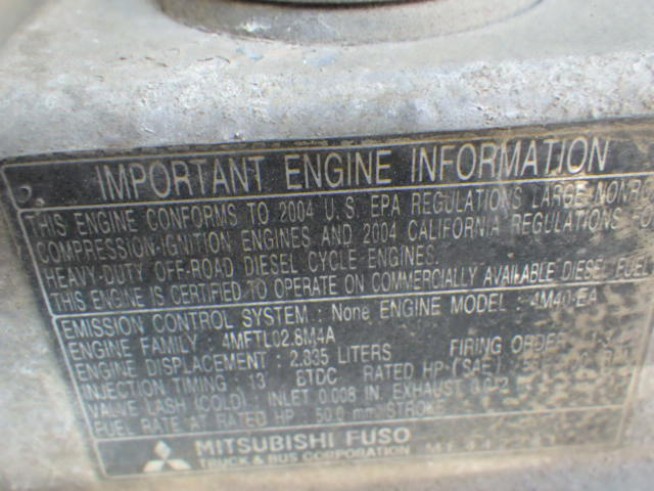 IMPORTANT ENGINE INFORMATION
THIS ENGINE CONFORMS TO 2004 U.S. EPA REGULATIONS LARGE
COMPRESSION-IGNITION ENGINES AND 2004 CALIFORNIA REGULATIONS
HEAVY-DUTY OFF-ROAD DIESEL CYCLE ENGINES
THIS ENGINE IS CERTIFIED TO OPERATE ON COMMERCIALLY AVAILABLE DIESEL FUEL
EMISSION CONTROL SYSTEM : None ENGINE MODEL : 4M40-EA
ENGINE FAMILY : 4MFTL02.8M4A
ENGINE DISPLACEMENT : 2.835 LITERS FIRING ORDER
INJECTION TIMING : 13 BTDC RATED HP (SAE)
VALVE LASH (COLD) INLET 0.008 IN. EXHAUST
FUEL RATE AT RATED HP 50.0 mm STROKE
MITSUBISHI FUSO
TRUCK & BUS CORPORATION